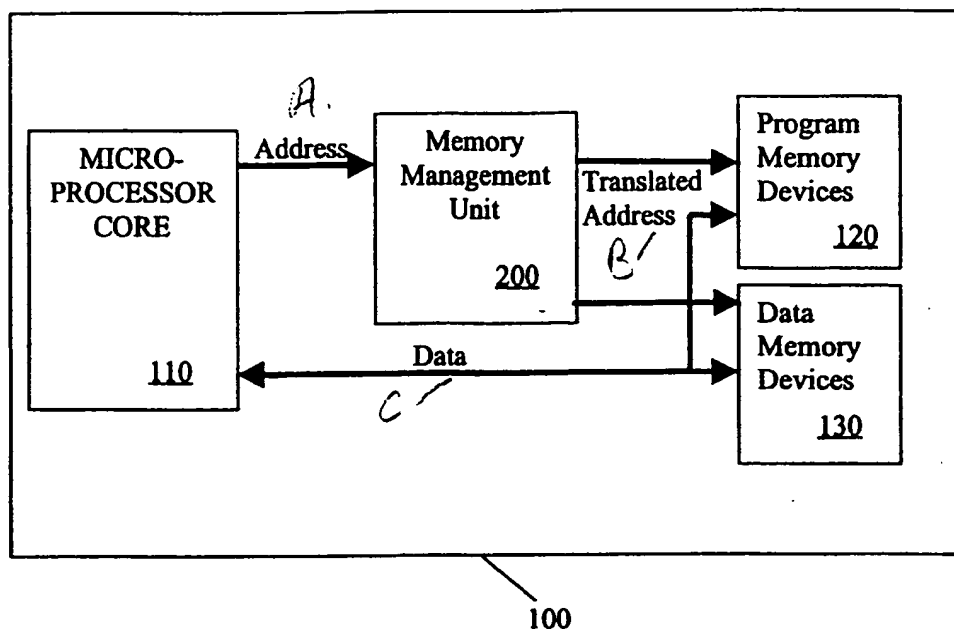 A.
Address
MICRO-
PROCESSOR
CORE
110
Memory
Management
Unit
200
Translated
Address
B
Data
C
Program
Memory
Devices
120
Data
Memory
Devices
130
100